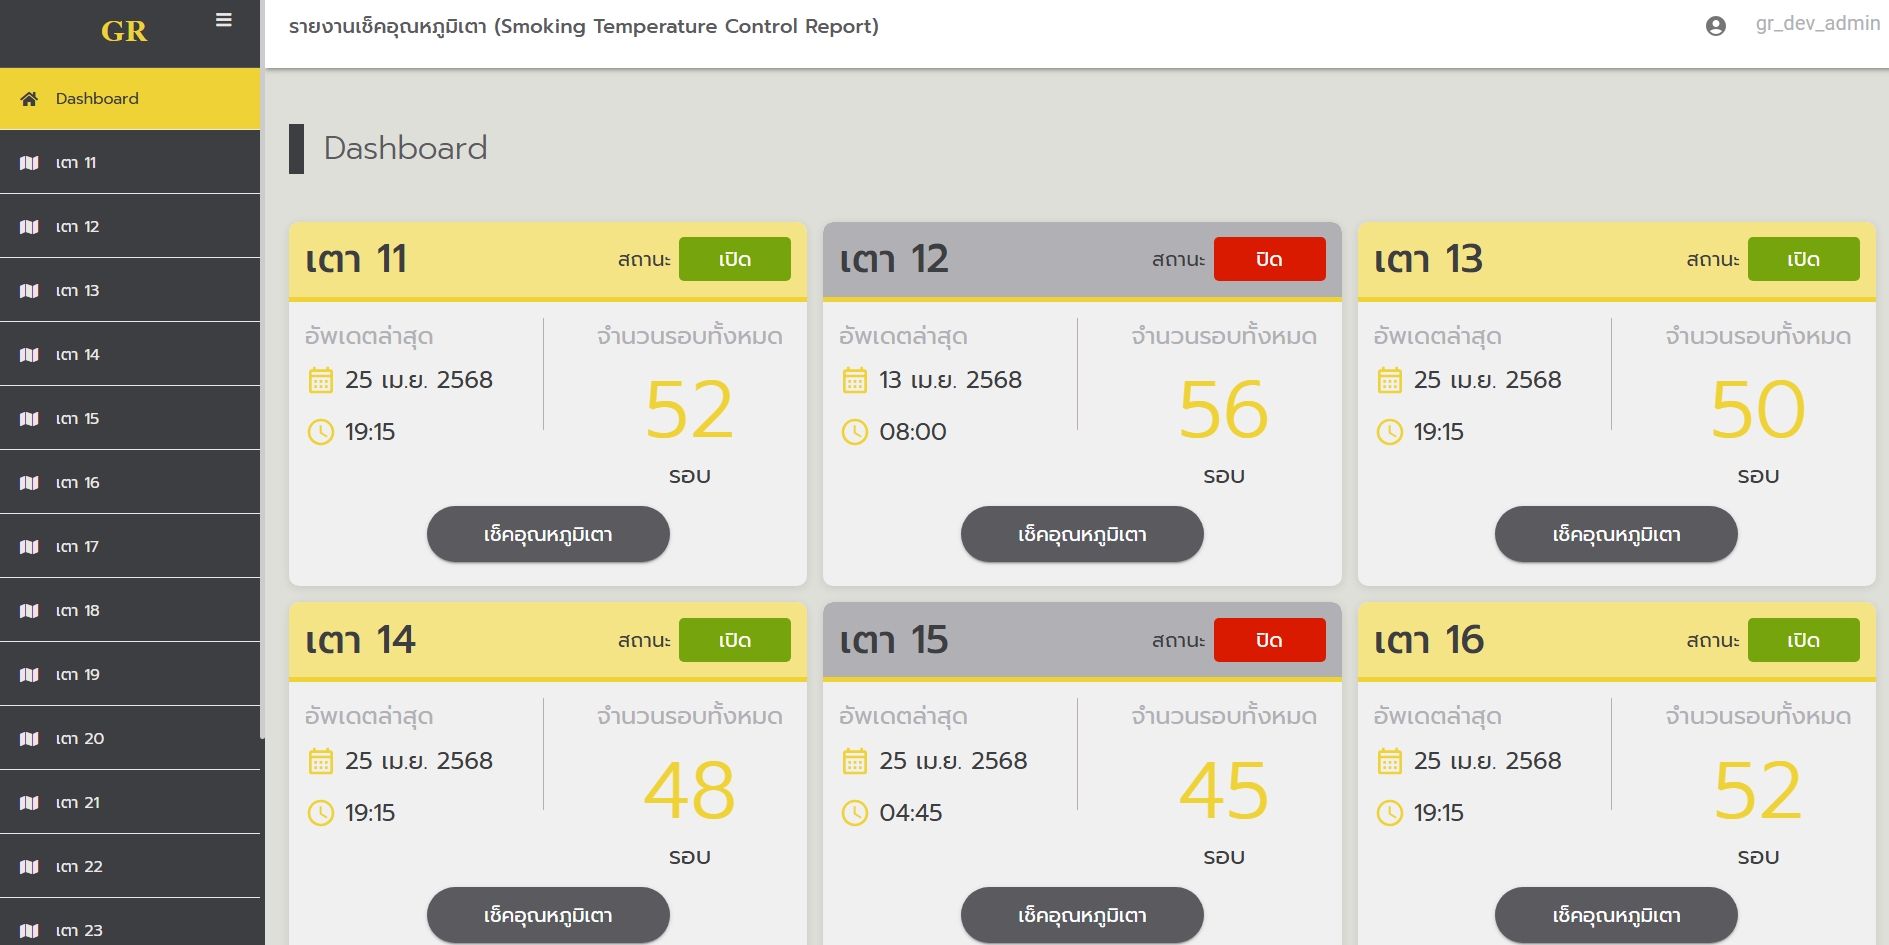 GR
รายงานเช็คอุณหภูมิเตา (Smoking Temperature Control Report)
gr_dev_admin
Dashboard
เตา 11
เตา 12
เตา 13
เตา 14
เตา 15
เตา 16
เตา 17
เตา 18
เตา 19
เตา 20
เตา 21
เตา 22
เตา 23
Dashboard
เตา 11
สถานะ
เปิด
อัพเดตล่าสุด
25 เม.ย. 2568
19:15
จำนวนรอบทั้งหมด
52
รอบ
เช็คอุณหภูมิเตา
เตา 12
สถานะ
ปิด
อัพเดตล่าสุด
13 เม.ย. 2568
08:00
จำนวนรอบทั้งหมด
56
รอบ
เช็คอุณหภูมิเตา
เตา 13
สถานะ
เปิด
อัพเดตล่าสุด
25 เม.ย. 2568
19:15
จำนวนรอบทั้งหมด
50
รอบ
เช็คอุณหภูมิเตา
เตา 14
สถานะ
เปิด
อัพเดตล่าสุด
25 เม.ย. 2568
19:15
จำนวนรอบทั้งหมด
48
รอบ
เช็คอุณหภูมิเตา
เตา 15
สถานะ
ปิด
อัพเดตล่าสุด
25 เม.ย. 2568
04:45
จำนวนรอบทั้งหมด
45
รอบ
เช็คอุณหภูมิเตา
เตา 16
สถานะ
เปิด
อัพเดตล่าสุด
25 เม.ย. 2568
19:15
จำนวนรอบทั้งหมด
52
รอบ
เช็คอุณหภูมิเตา